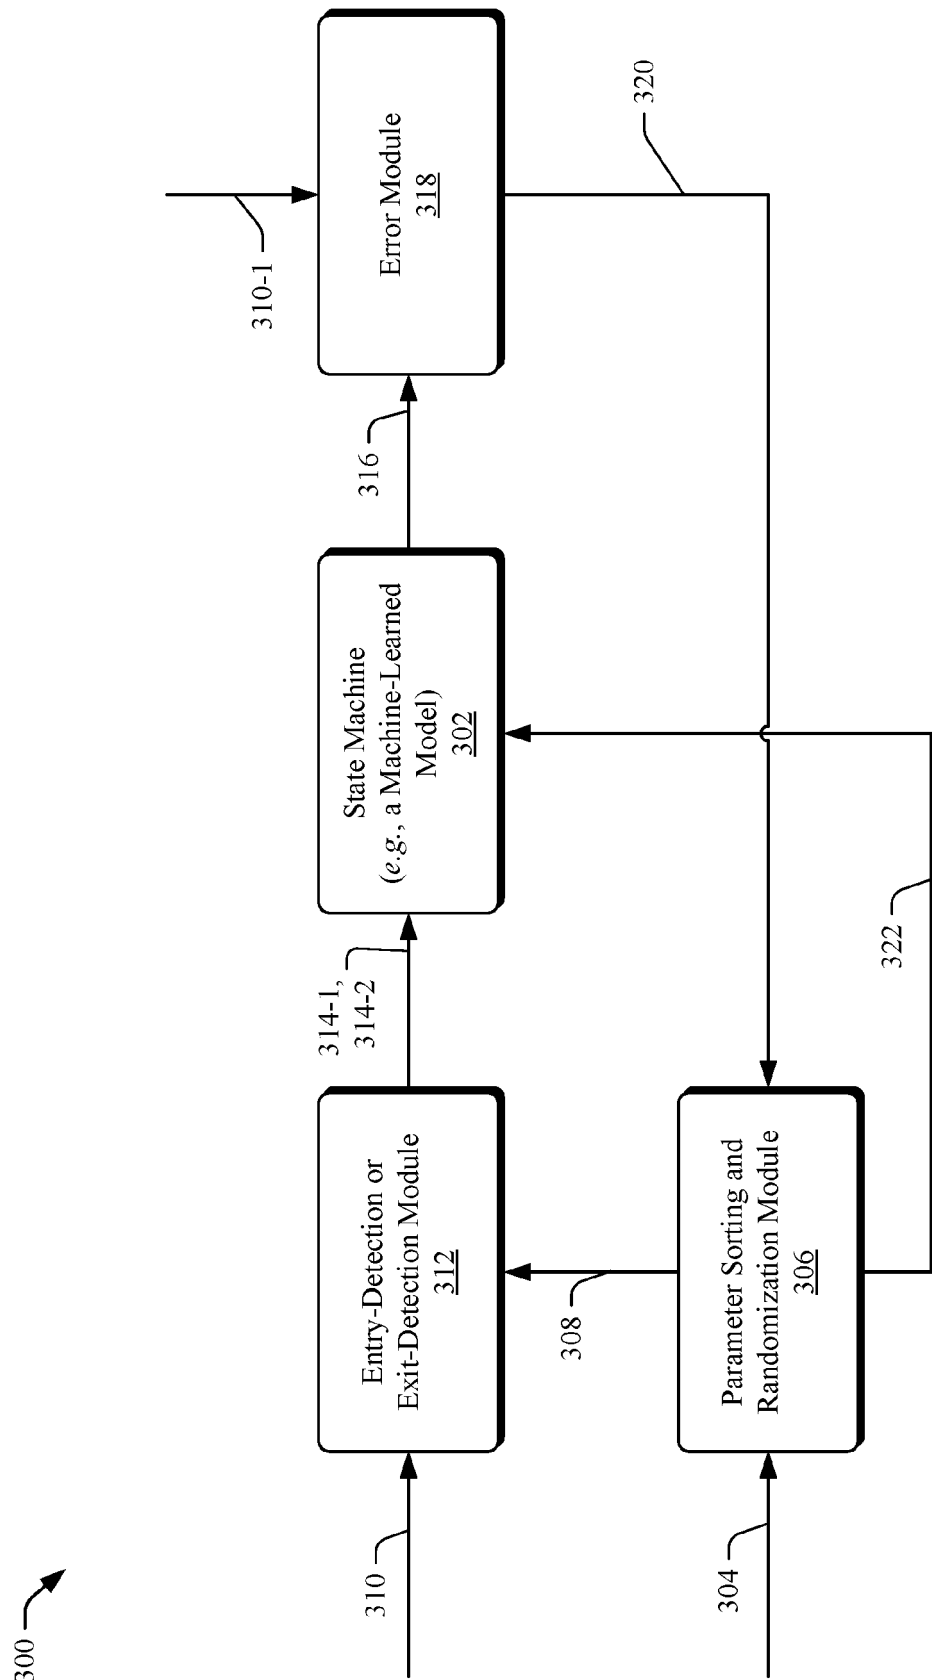 300
310
Entry-Detection or
Exit-Detection Module
312
314-1,
314-2
State Machine
(e.g., a Machine-Learned
Model)
302
316
310-1
Error Module
318
308
320
304
Parameter Sorting and
Randomization Module
306
322